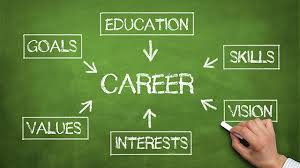 EDUCATION
GOALS
SKILLS
CAREER
VALUES
VISION
INTERESTS